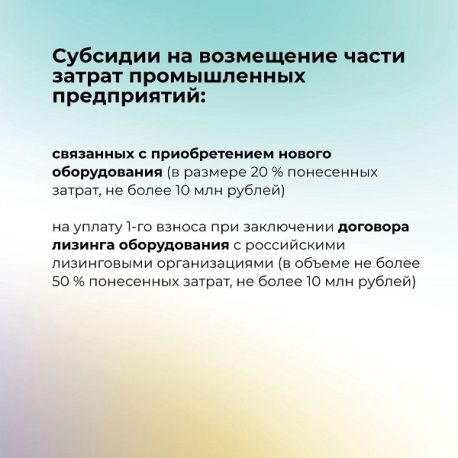 Субсидии на возмещение части
затрат промышленных
предприятий:
связанных с приобретением нового
оборудования (в размере 20 % понесенных
затрат, не более 10 млн рублей)
на уплату 1-го взноса при заключении договора
лизинга оборудования с российскими
лизинговыми организациями (в объеме не более
50 % понесенных затрат, не более 10 млн рублей)